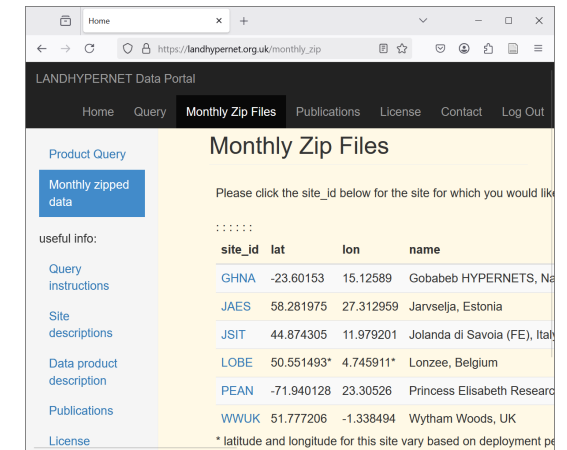 Home
https://landhypernet.org.uk/monthly_zip
LANDHYPERNET Data Portal
Home Query Monthly Zip Files Publications License Contact Log Out
Product Query
Monthly zipped
data
useful info:
Query
instructions
Site
descriptions
Data product
description
Publications
License
Monthly Zip Files
Please click the site_id below for the site for which you would like
: : : : : :
site_id lat lon name
GHNA -23.60153 15.12589 Gobabeb HYPERNETS, Na
JAES 58.281975 27.312959 Jarvselja, Estonia
JSIT 44.874305 11.979201 Jolanda di Savoia (FE), Italy
LOBE 50.551493* 4.745911* Lonzee, Belgium
PEAN -71.940128 23.30526 Princess Elisabeth Researc
WWUK 51.777206 -1.338494 Wytham Woods, UK
* latitude and longitude for this site vary based on deployment pe